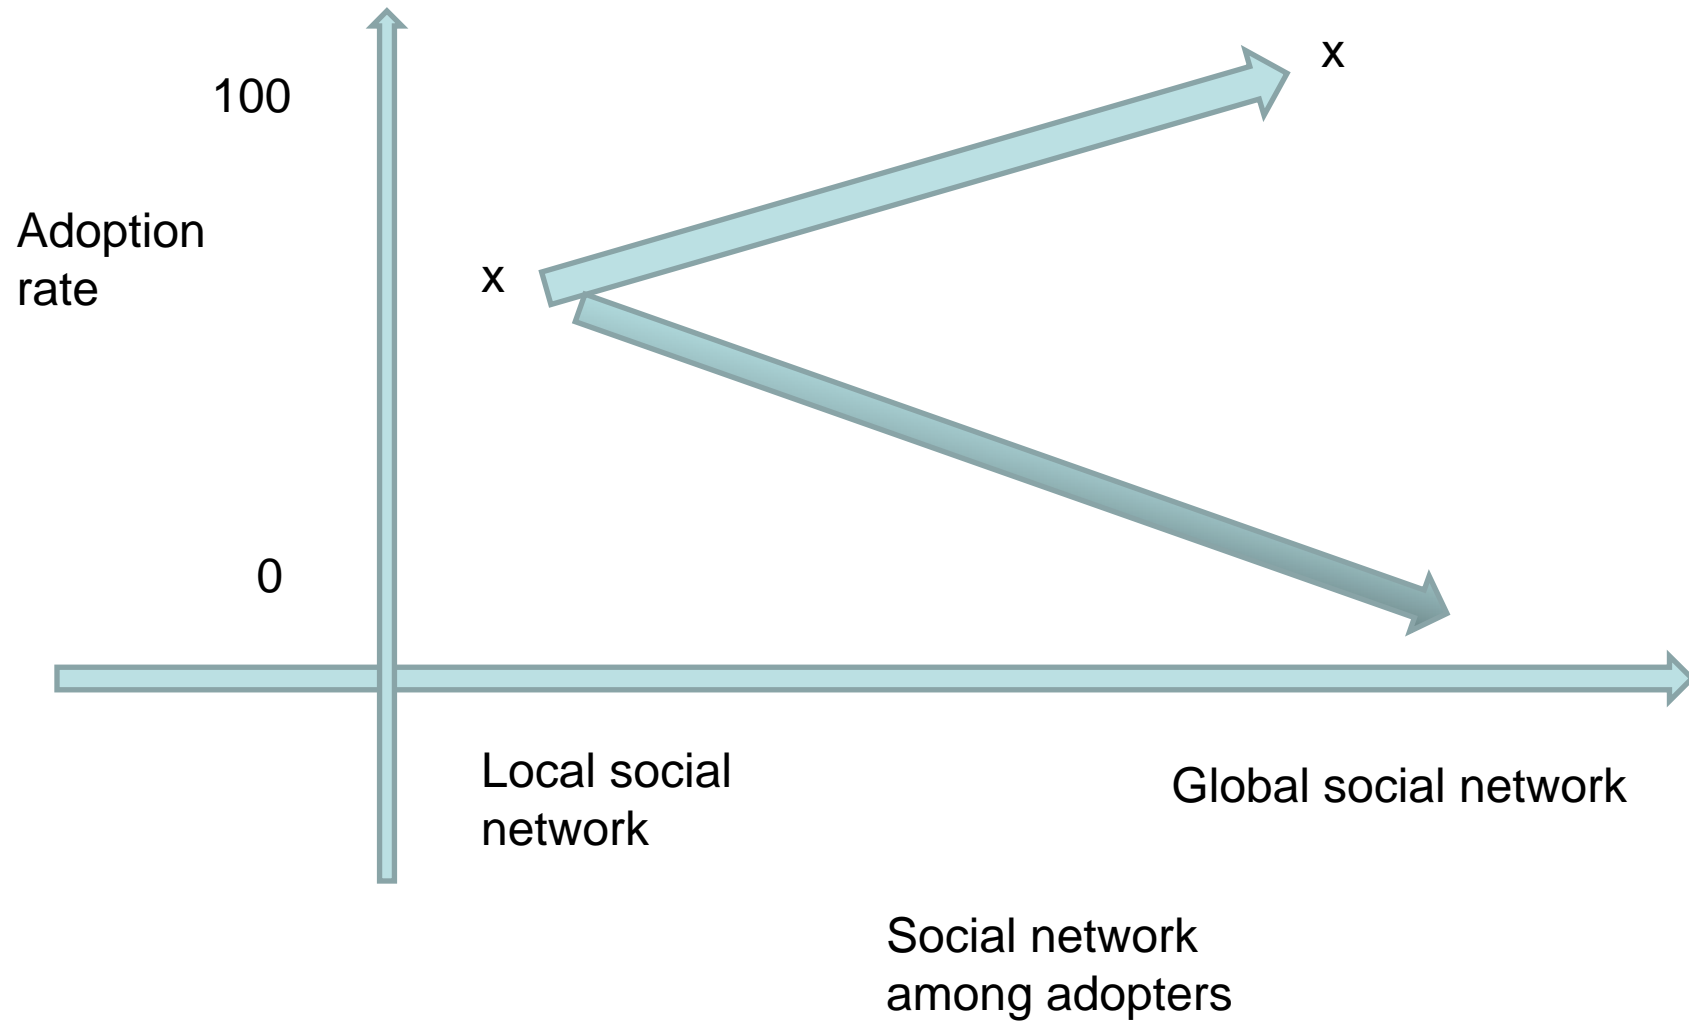 x
100
Adoption
rate
x
0
Local social
network
Global social network
Social network
among adopters